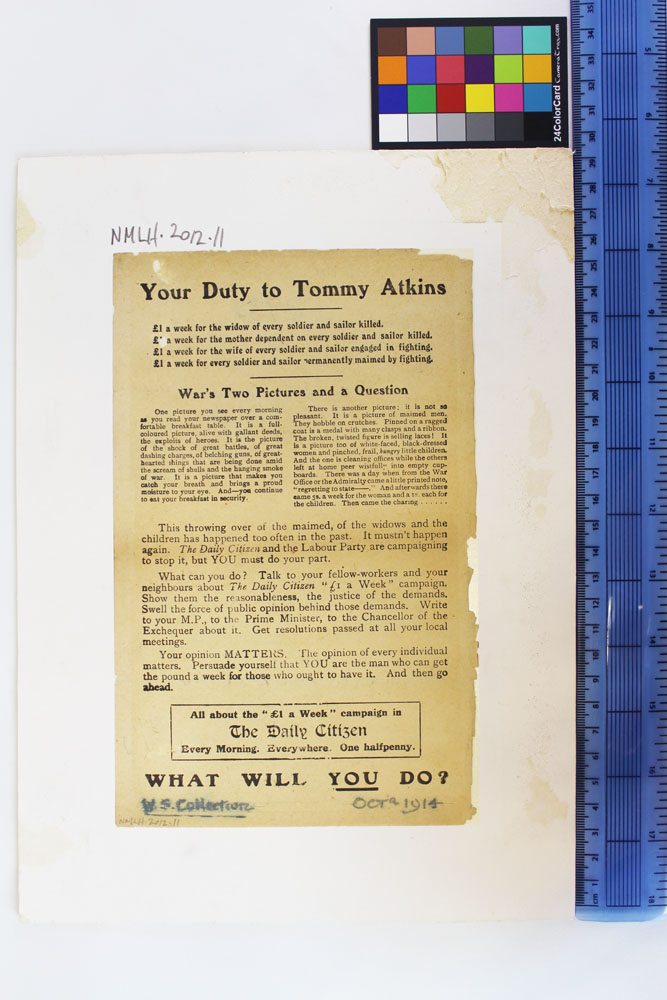 24ColorCard CameraTrax.com
NMLH. 2012.11
Your Duty to Tommy Atkins
£1 a week for the widow of every soldier and sailor killed.
£ a week for the mother dependent on every soldier and sailor killed.
£1 a week for the wife of every soldier and sailor engaged in fighting.
£1 a week for every soldier and sailor permanently maimed by fighting.
War's Two Pictures and a Question
One picture you see every morning
as you read your newspaper over a com-
fortable breakfast table. It is a full-
coloured picture, alive with gallant deeds,
the exploits of heroes. It is the picture
of the shock of great battles, of great
dashing charges, of belching guns, of great-
hearted things that are being done amid
the scream of shells and the hanging smoke
of war. It is a picture that makes you
catch your breath and brings a proud
moisture to your eye. And—you continue
to eat your breakfast in security.
There is another picture; it is not so
pleasant. It is a picture of maimed men.
They hobble on crutches. Pinned on a ragged
coat is a medal with many clasps and a ribbon.
The broken, twisted figure is selling laces! It
is a picture too of white-faced, black-dressed
women and pinched, frail, hungry little children.
And the one is cleaning offices while the others
left at home peer wistfully into empty cup-
boards. There was a day when from the War
Office or the Admiralty came a little printed note,
"regretting to state——." And afterwards there
came 5s. a week for the woman and a 1s. each for
the children. Then came the charing . . . . . .
This throwing over of the maimed, of the widows and the
children has happened too often in the past. It musn't happen
again. The Daily Citizen and the Labour Party are campaigning
to stop it, but YOU must do your part.
What can you do? Talk to your fellow-workers and your
neighbours about The Daily Citizen "£1 a Week" campaign.
Show them the reasonableness, the justice of the demands.
Swell the force of public opinion behind those demands. Write
to your M.P., to the Prime Minister, to the Chancellor of the
Exchequer about it. Get resolutions passed at all your local
meetings.
Your opinion MATTERS. The opinion of every individual
matters. Persuade yourself that YOU are the man who can get
the pound a week for those who ought to have it. And then go
ahead.
All about the "£1 a Week" campaign in
The Daily Citizen
Every Morning. Everywhere. One halfpenny.
WHAT WILL YOU DO?
W.S. Collection
Octr 1914
NMLH.2012.11